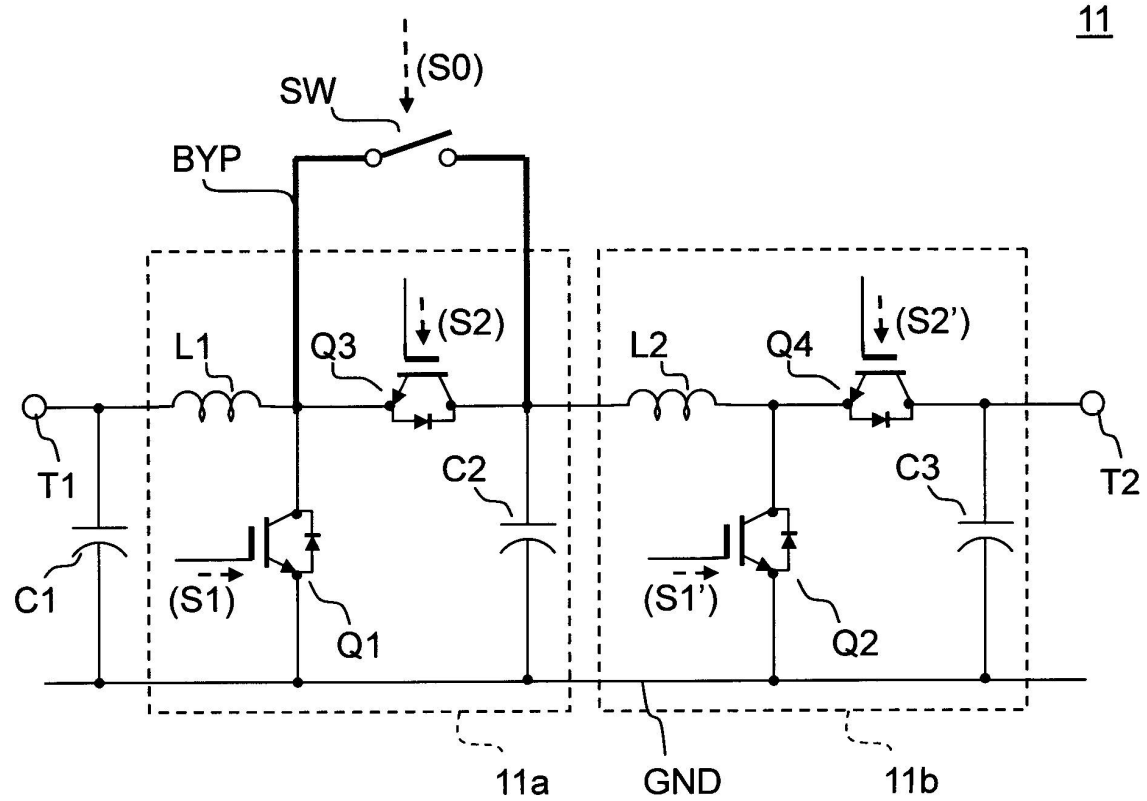 11
(S0)
SW
BYP
(S2)
(S2’)
L1
Q3
L2
Q4
T1
C2
C3
T2
C1
(S1)
Q1
(S1’)
Q2
11a
GND
11b